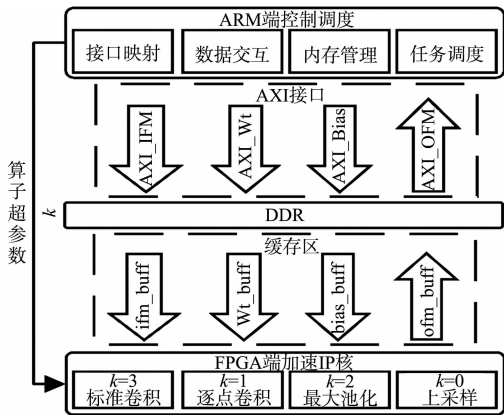 ARM端控制调度
接口映射
数据交互
内存管理
任务调度
AXI接口
AXI_IFM
AXI_Wt
AXI_Bias
AXI_OFM
算子超参数
k
DDR
缓存区
ifm_buff
Wt_buff
bias_buff
ofm_buff
FPGA端加速IP核
k=3
标准卷积
k=1
逐点卷积
k=2
最大池化
k=0
上采样